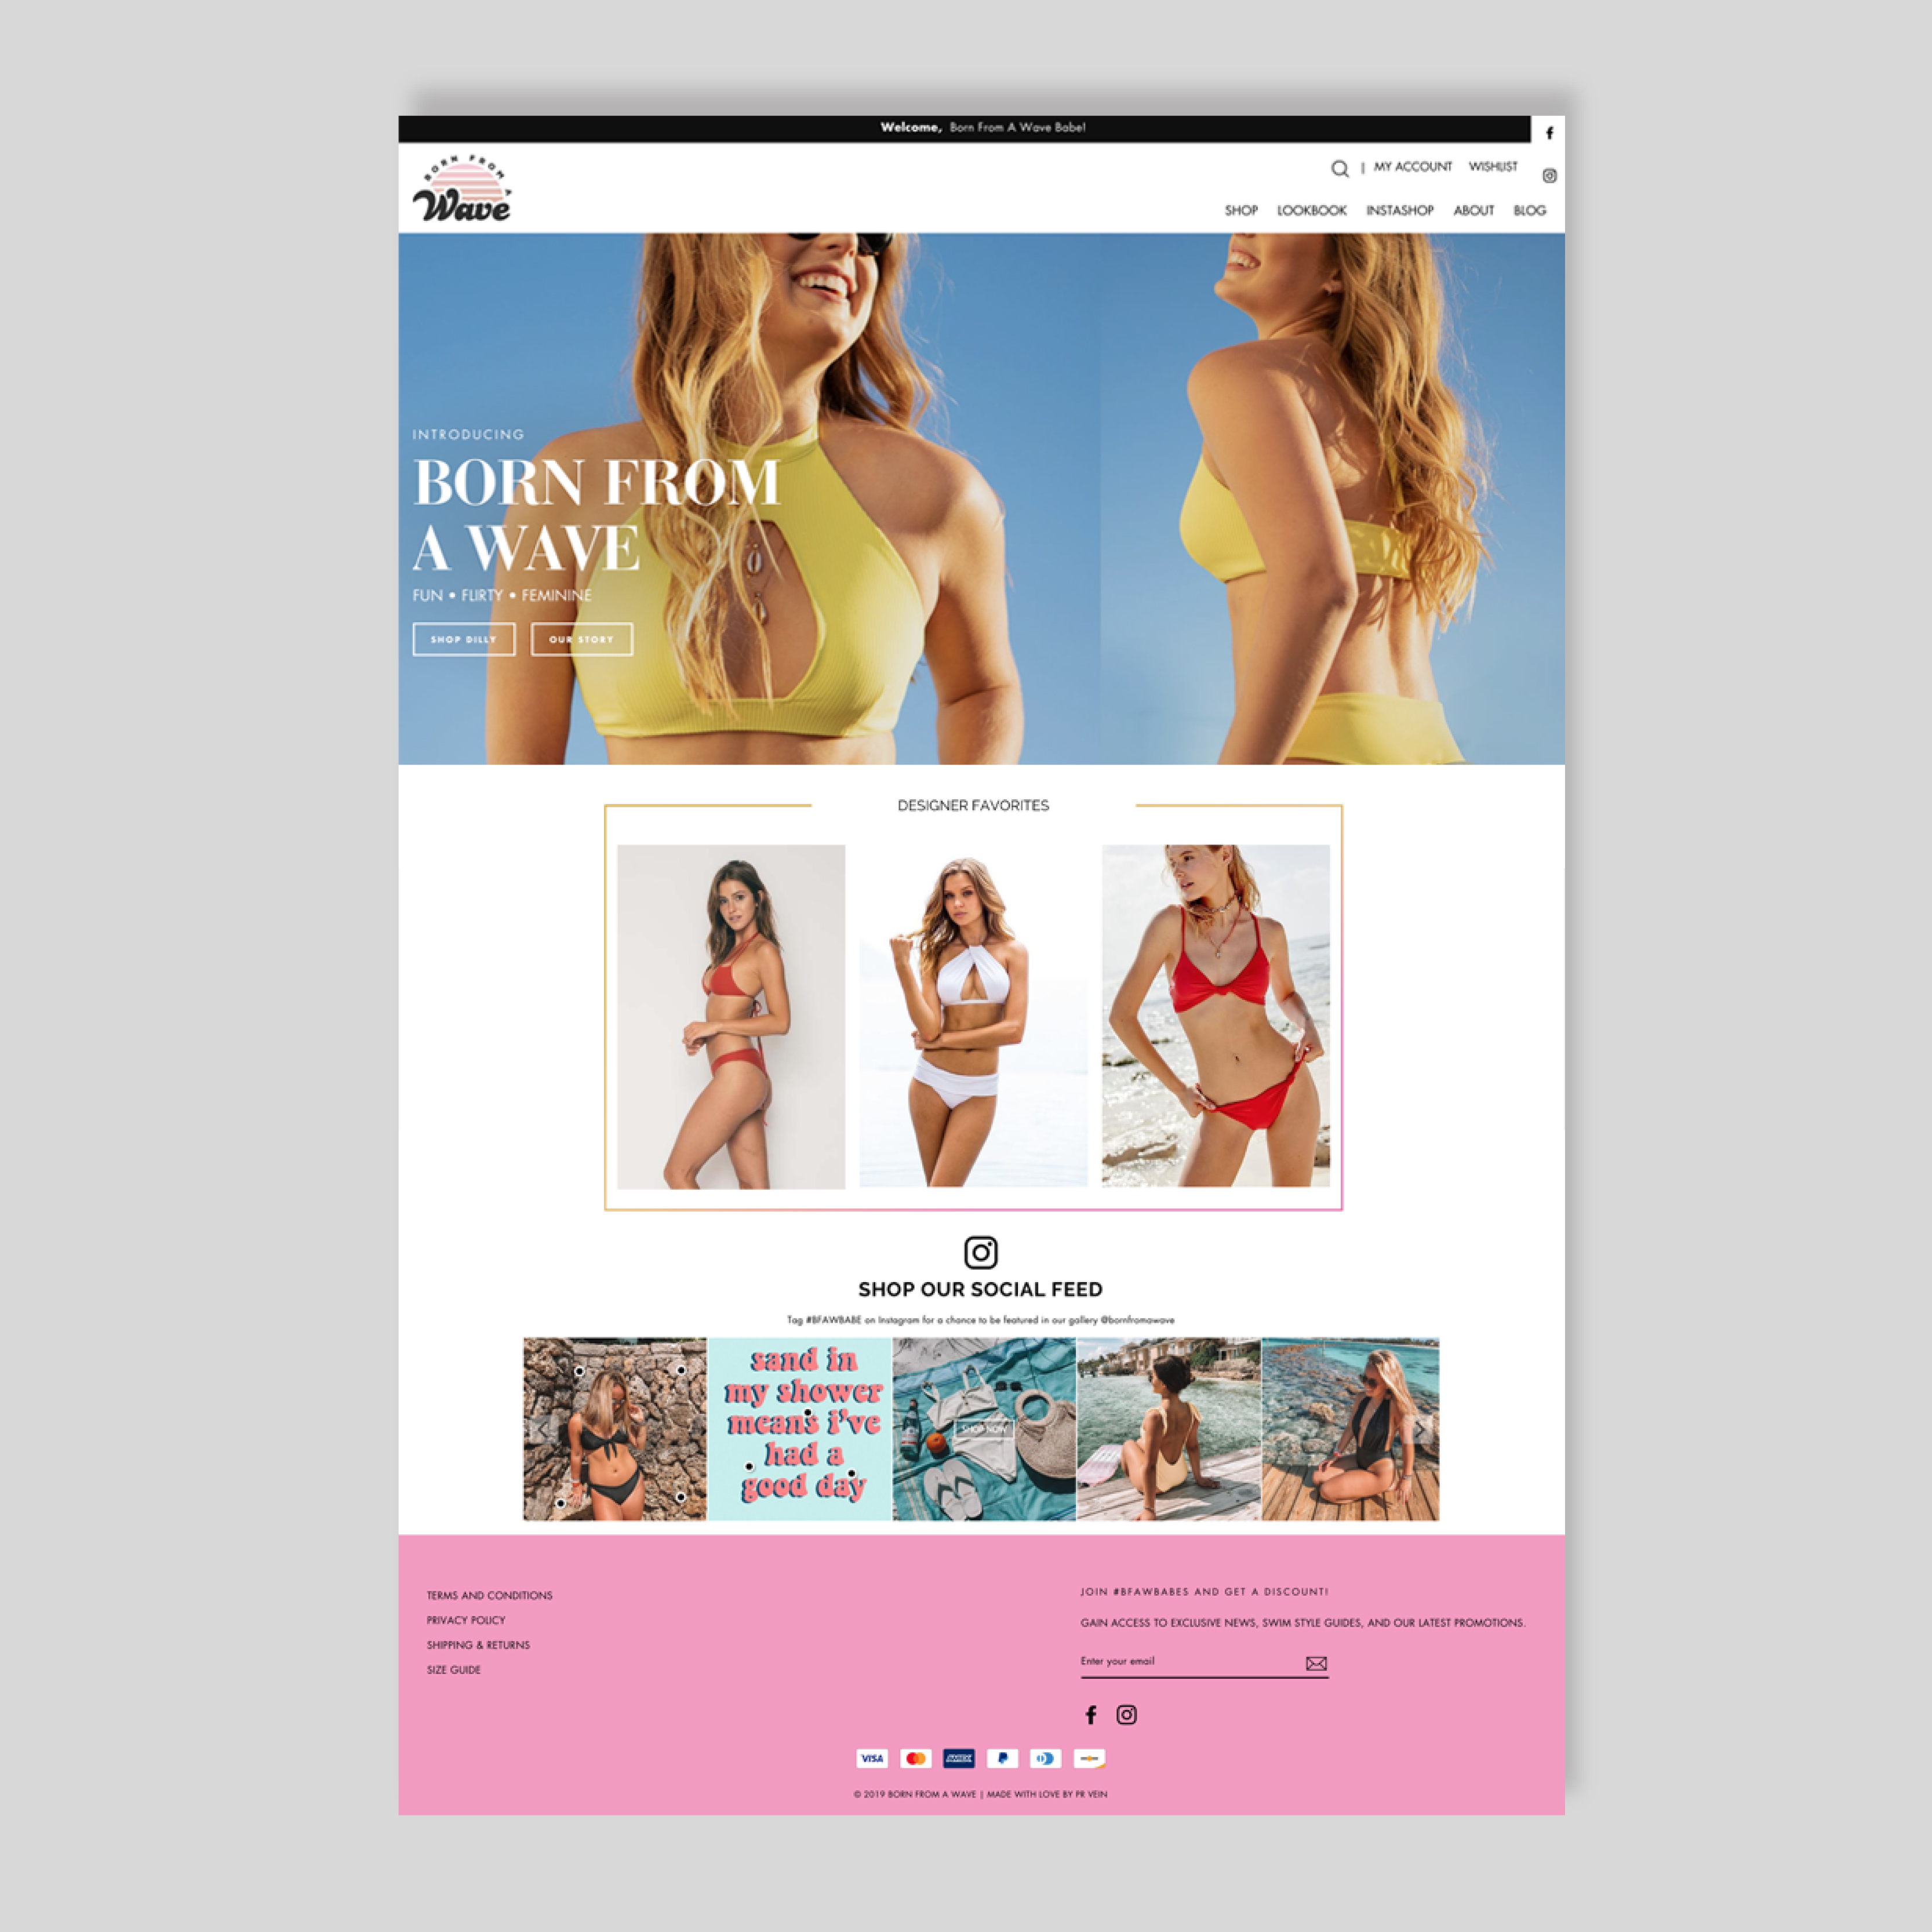 Welcome, Born From A Wave Babe!
BORN FROM A
Wave
| MY ACCOUNT WISHLIST
SHOP LOOKBOOK INSTASHOP ABOUT BLOG
INTRODUCING
BORN FROM
A WAVE
FUN • FLIRTY • FEMININE
SHOP DILLY OUR STORY
DESIGNER FAVORITES
SHOP OUR SOCIAL FEED
Tag #BFAWBABE on Instagram for a chance to be featured in our gallery @bornfromawave
sand in
my shower
means i've
had a
good day
SHOP NOW
TERMS AND CONDITIONS
PRIVACY POLICY
SHIPPING & RETURNS
SIZE GUIDE
JOIN #BFAWBABES AND GET A DISCOUNT!
GAIN ACCESS TO EXCLUSIVE NEWS, SWIM STYLE GUIDES, AND OUR LATEST PROMOTIONS.
Enter your email
VISA
© 2019 BORN FROM A WAVE | MADE WITH LOVE BY PR VEIN